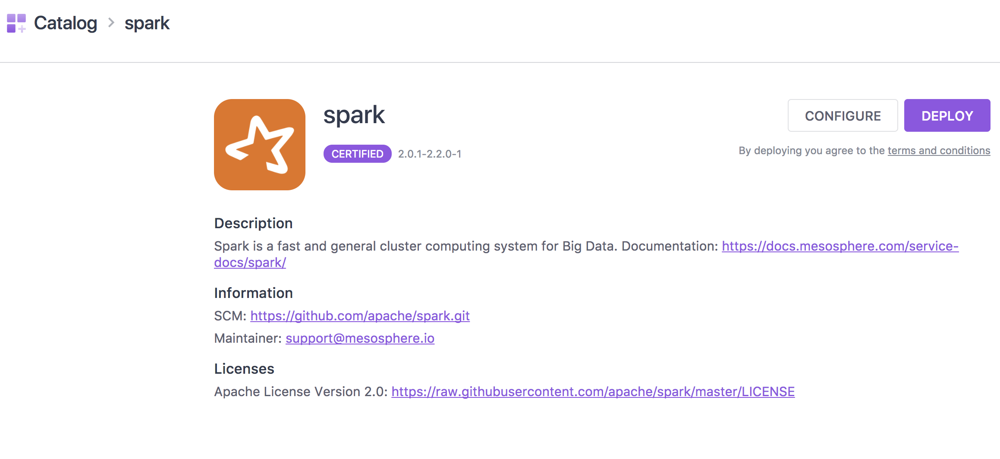 Catalog > spark
spark
CONFIGURE
DEPLOY
CERTIFIED 2.0.1-2.2.0-1
By deploying you agree to the terms and conditions
Description
Spark is a fast and general cluster computing system for Big Data. Documentation: https://docs.mesosphere.com/service-
docs/spark/
Information
SCM: https://github.com/apache/spark.git
Maintainer: support@mesosphere.io
Licenses
Apache License Version 2.0: https://raw.githubusercontent.com/apache/spark/master/LICENSE